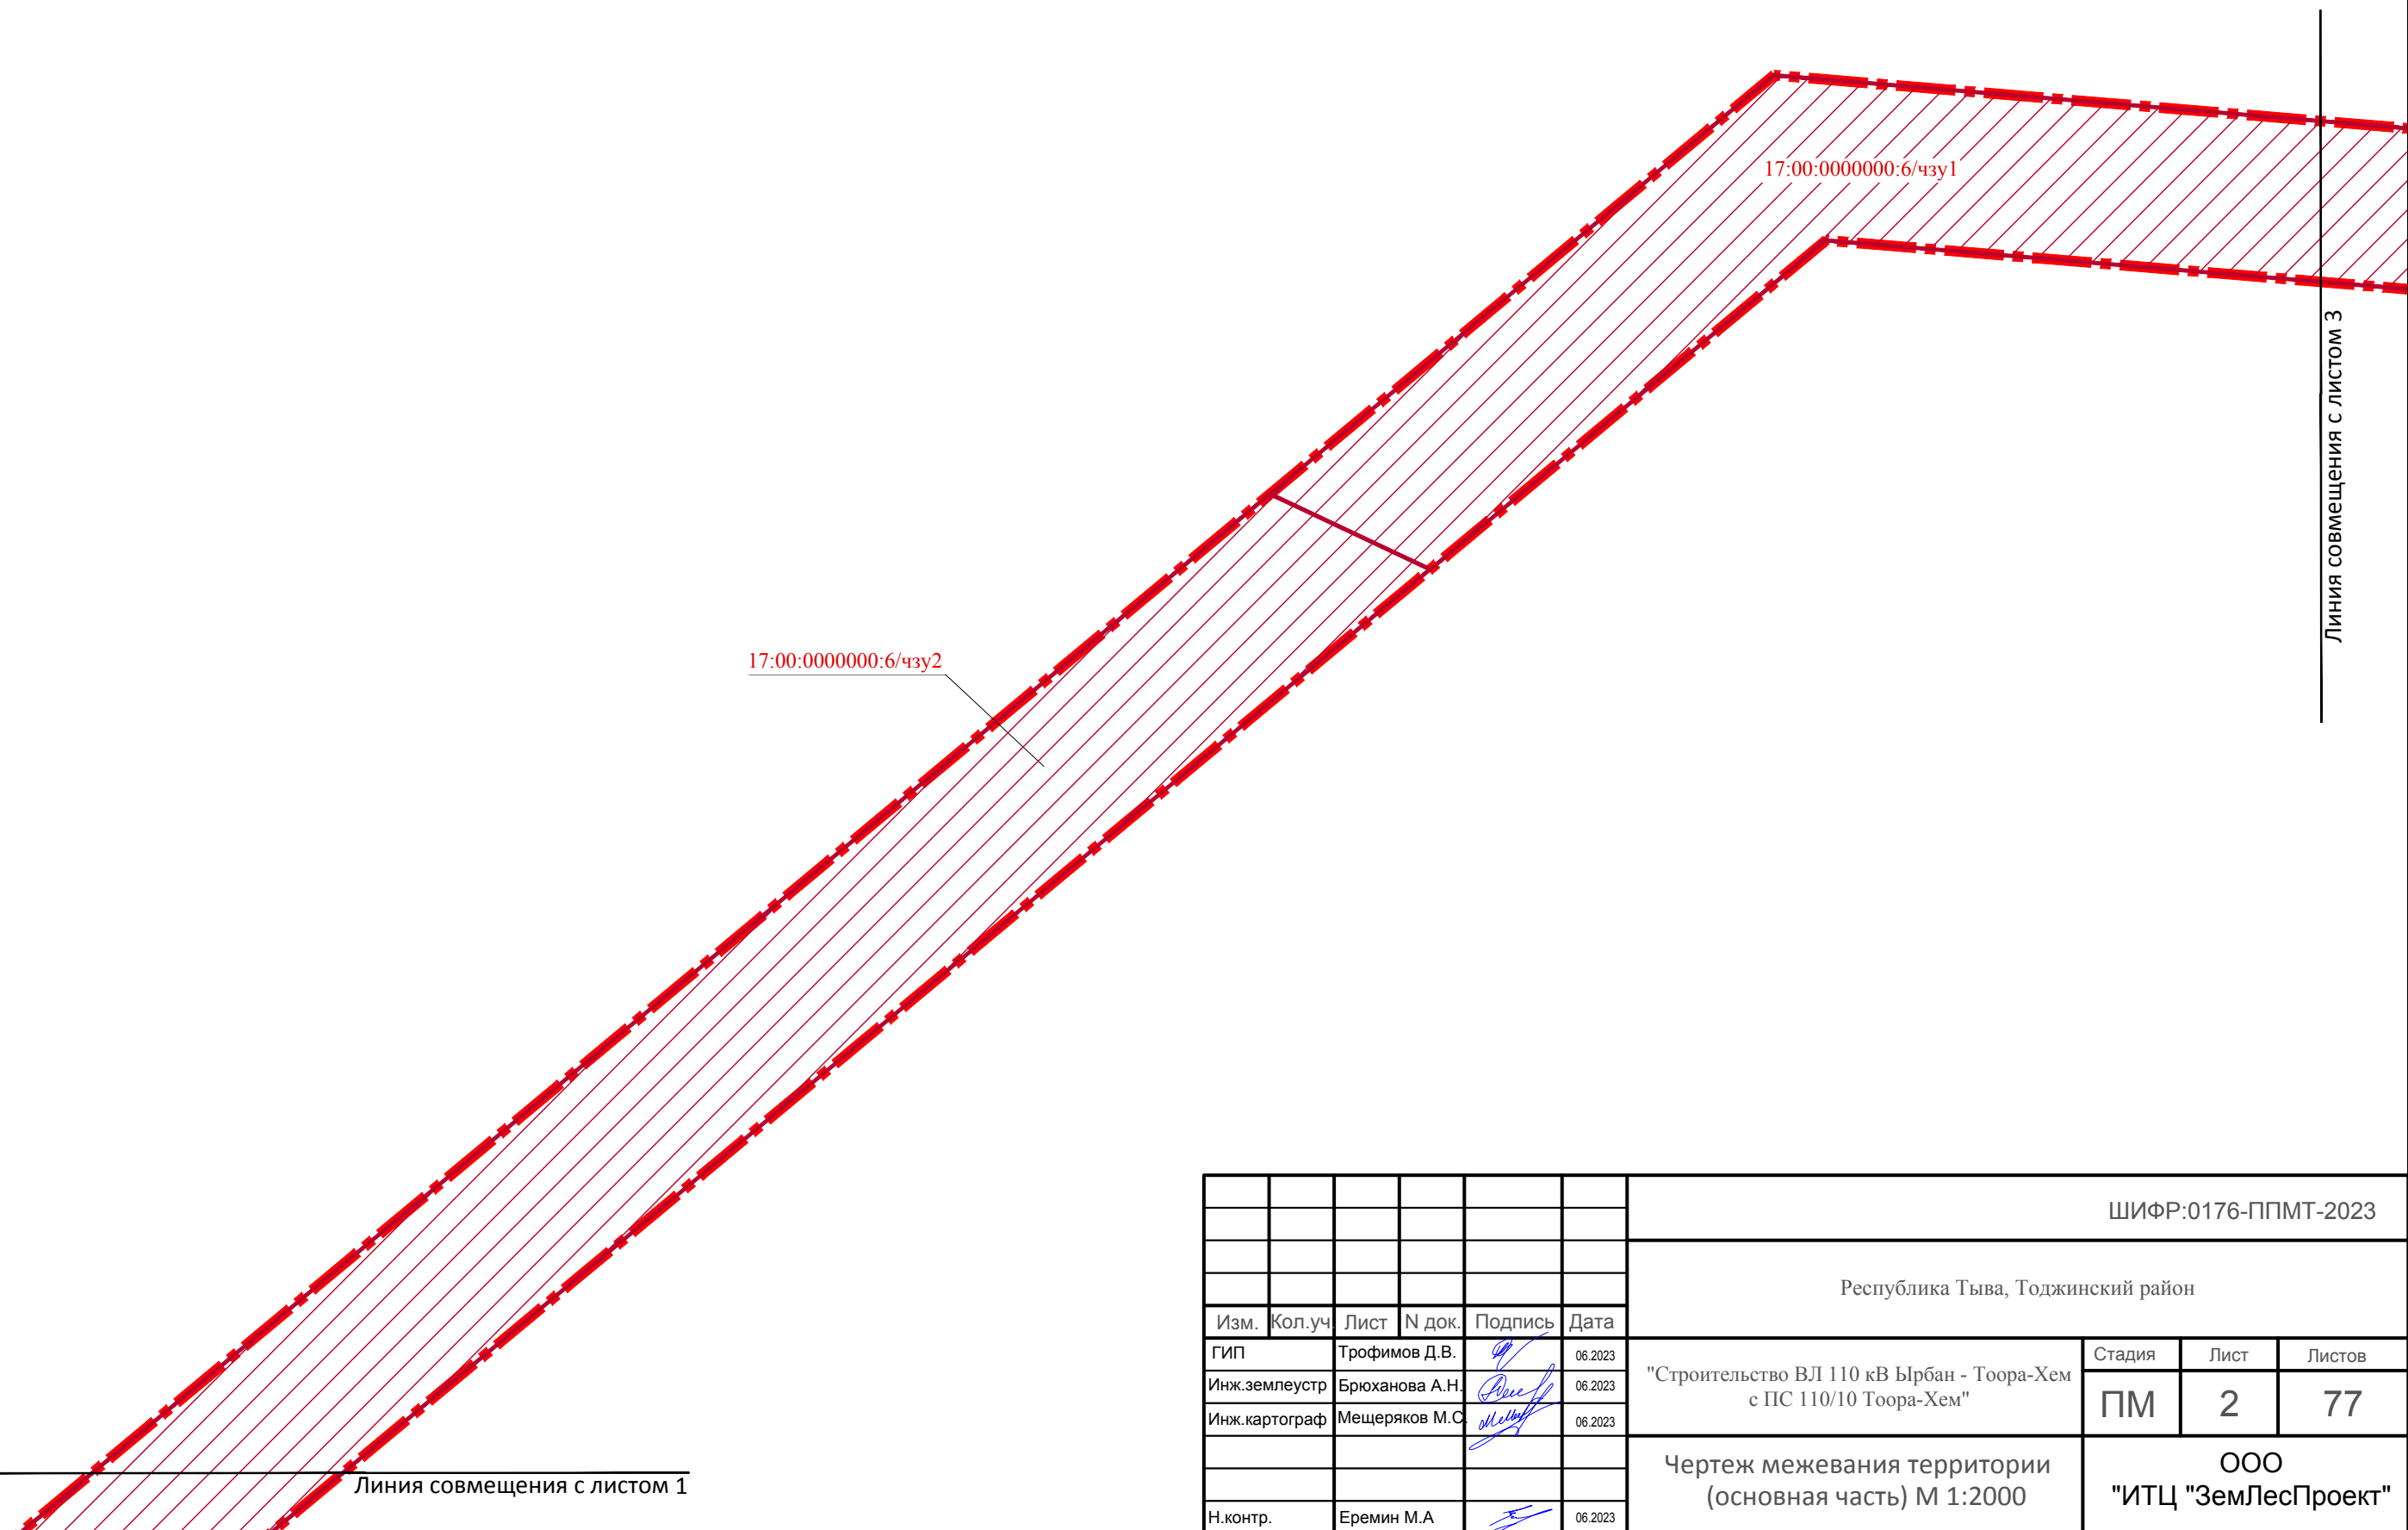 17:00:0000000:6/чзу1
Линия совмещения с листом 3
17:00:0000000:6/чзу2
Линия совмещения с листом 1
ШИФР:0176-ППМТ-2023
Республика Тыва, Тоджинский район
Изм. Кол.уч. Лист N док. Подпись Дата
ГИП Трофимов Д.В. 06.2023
Инж.землеустр Брюханова А.Н. 06.2023
Инж.картограф Мещеряков М.С. 06.2023
Н.контр. Еремин М.А 06.2023
"Строительство ВЛ 110 кВ Ырбан - Тоора-Хем
с ПС 110/10 Тоора-Хем"
Стадия Лист Листов
ПМ 2 77
Чертеж межевания территории
(основная часть) М 1:2000
ООО
"ИТЦ "ЗемЛесПроект"